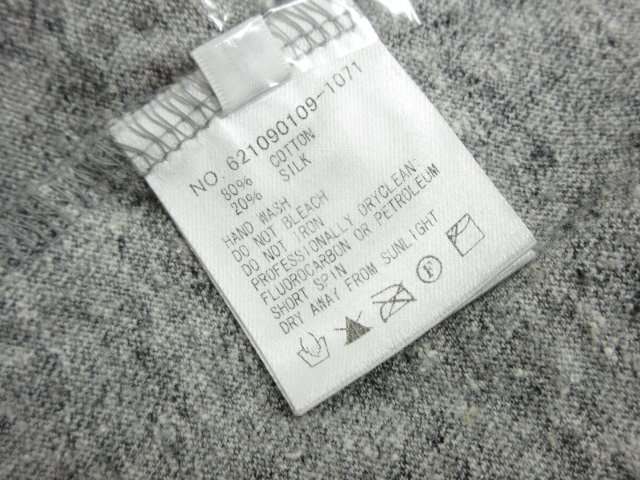 NO. 621090109-1071
80% COTTON
20% SILK
HAND WASH
DO NOT BLEACH
DO NOT IRON
PROFESSIONALLY DRYCLEAN:
FLUOROCARBON OR PETROLEUM
SHORT SPIN
DRY AWAY FROM SUNLIGHT
F